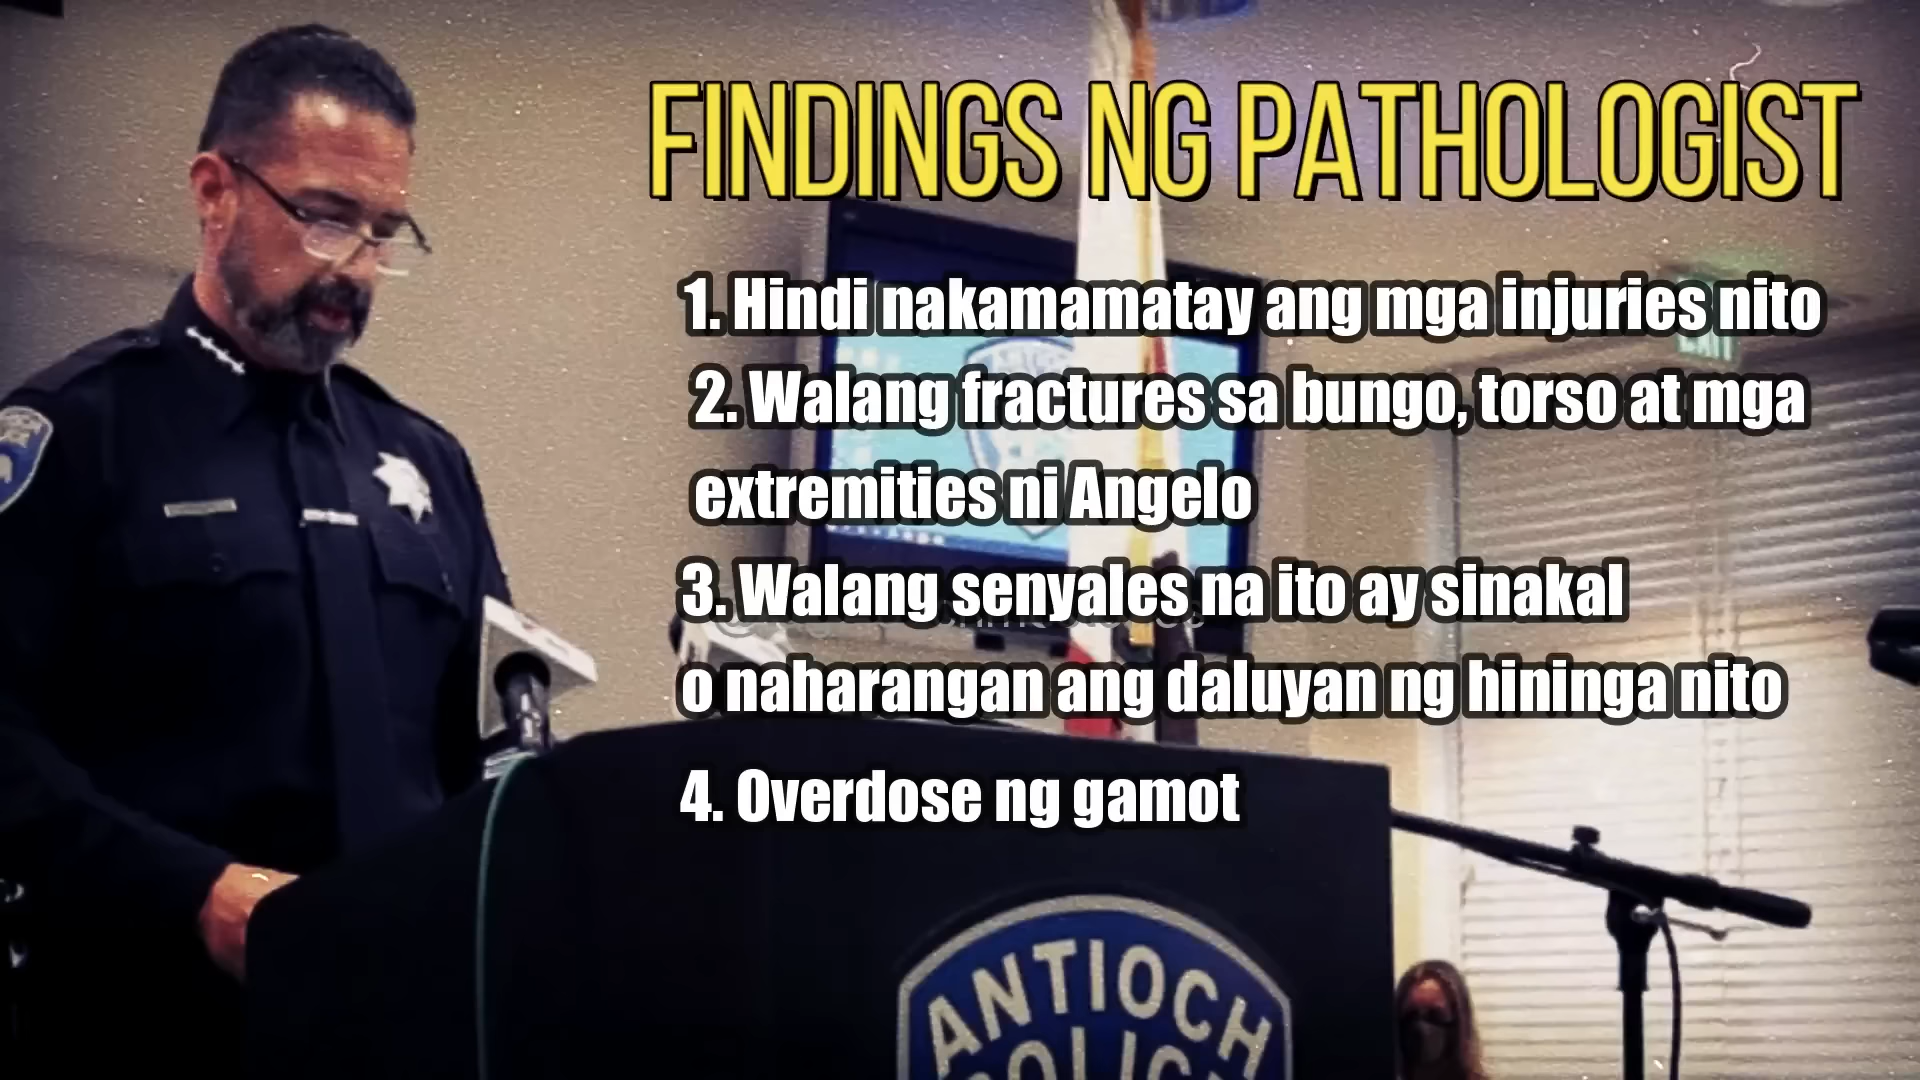 FINDINGS NG PATHOLOGIST
1. Hindi nakamamatay ang mga injuries nito
2. Walang fractures sa bungo, torso at mga
extremities ni Angelo
3. Walang senyales na ito ay sinakal
o naharangan ang daluyan ng hininga nito
4. Overdose ng gamot
EXIT
ANTIOCH